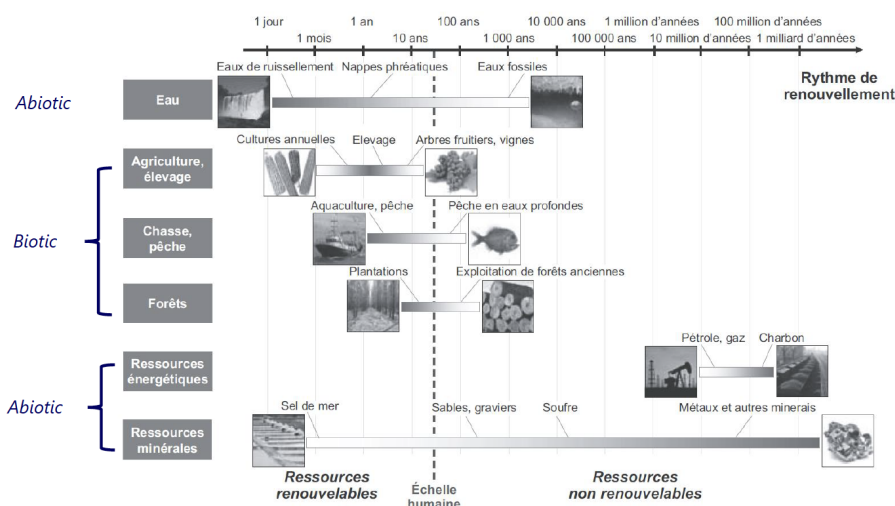 1 jour 1 an 100 ans 10 000 ans 1 million d'années 100 million d'années
1 mois 10 ans 1 000 ans 100 000 ans 10 million d'années 1 milliard d'années
Rythme de
renouvellement
Abiotic
Eau
Eaux de ruissellement Nappes phréatiques Eaux fossiles
Biotic
Agriculture,
élevage
Cultures annuelles Elevage Arbres fruitiers, vignes
Chasse,
pêche
Aquaculture, pêche Pêche en eaux profondes
Forêts
Plantations Exploitation de forêts anciennes
Abiotic
Ressources
énergétiques
Pétrole, gaz Charbon
Ressources
minérales
Sel de mer Sables, graviers Soufre Métaux et autres minerais
Ressources
renouvelables
Échelle
humaine
Ressources
non renouvelables